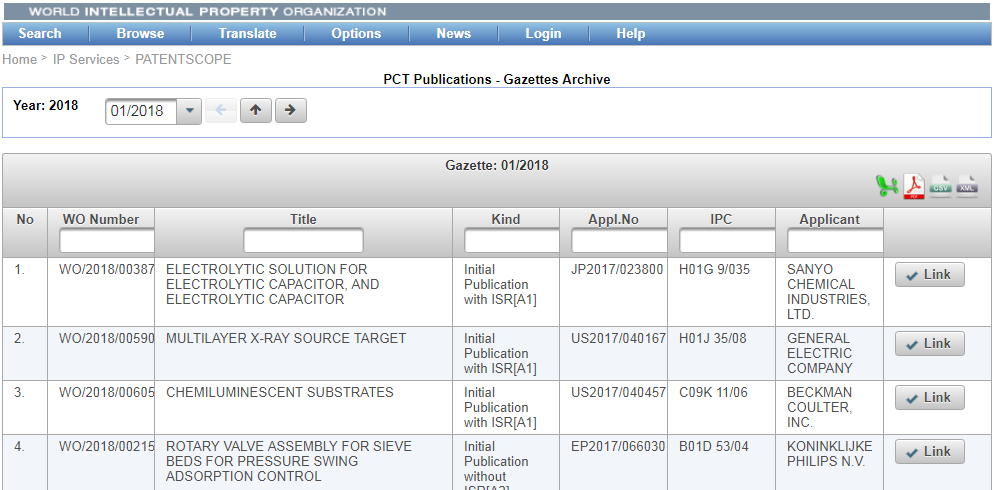 WORLD INTELLECTUAL PROPERTY ORGANIZATION
Search Browse Translate Options News Login Help
Home > IP Services > PATENTSCOPE
PCT Publications - Gazettes Archive
Year: 2018 01/2018
Gazette: 01/2018
PDF CSV XML
No WO Number Title Kind Appl.No IPC Applicant
1. WO/2018/00387 ELECTROLYTIC SOLUTION FOR Initial JP2017/023800 H01G 9/035 SANYO Link
ELECTROLYTIC CAPACITOR, AND Publication CHEMICAL
ELECTROLYTIC CAPACITOR with ISR[A1] INDUSTRIES,
LTD.
2. WO/2018/00590 MULTILAYER X-RAY SOURCE TARGET Initial US2017/040167 H01J 35/08 GENERAL Link
Publication ELECTRIC
with ISR[A1] COMPANY
3. WO/2018/00605 CHEMILUMINESCENT SUBSTRATES Initial US2017/040457 C09K 11/06 BECKMAN Link
Publication COULTER,
with ISR[A1] INC.
4. WO/2018/00215 ROTARY VALVE ASSEMBLY FOR SIEVE Initial EP2017/066030 B01D 53/04 KONINKLIJKE Link
BEDS FOR PRESSURE SWING Publication PHILIPS N.V.
ADSORPTION CONTROL without
ISR[A2]